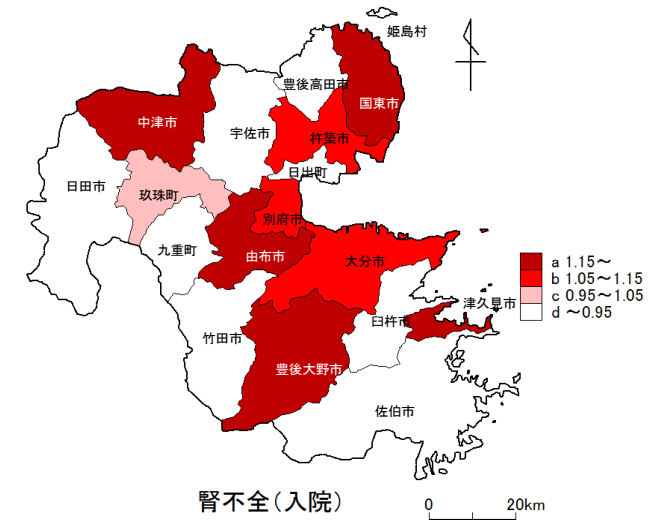 姫島村
豊後高田市
国東市
中津市
宇佐市
杵築市
日出町
日田市
玖珠町
別府市
九重町
由布市
大分市
a 1.15～
b 1.05～1.15
c 0.95～1.05
d ～0.95
津久見市
臼杵市
竹田市
豊後大野市
佐伯市
腎不全（入院）
0 20km